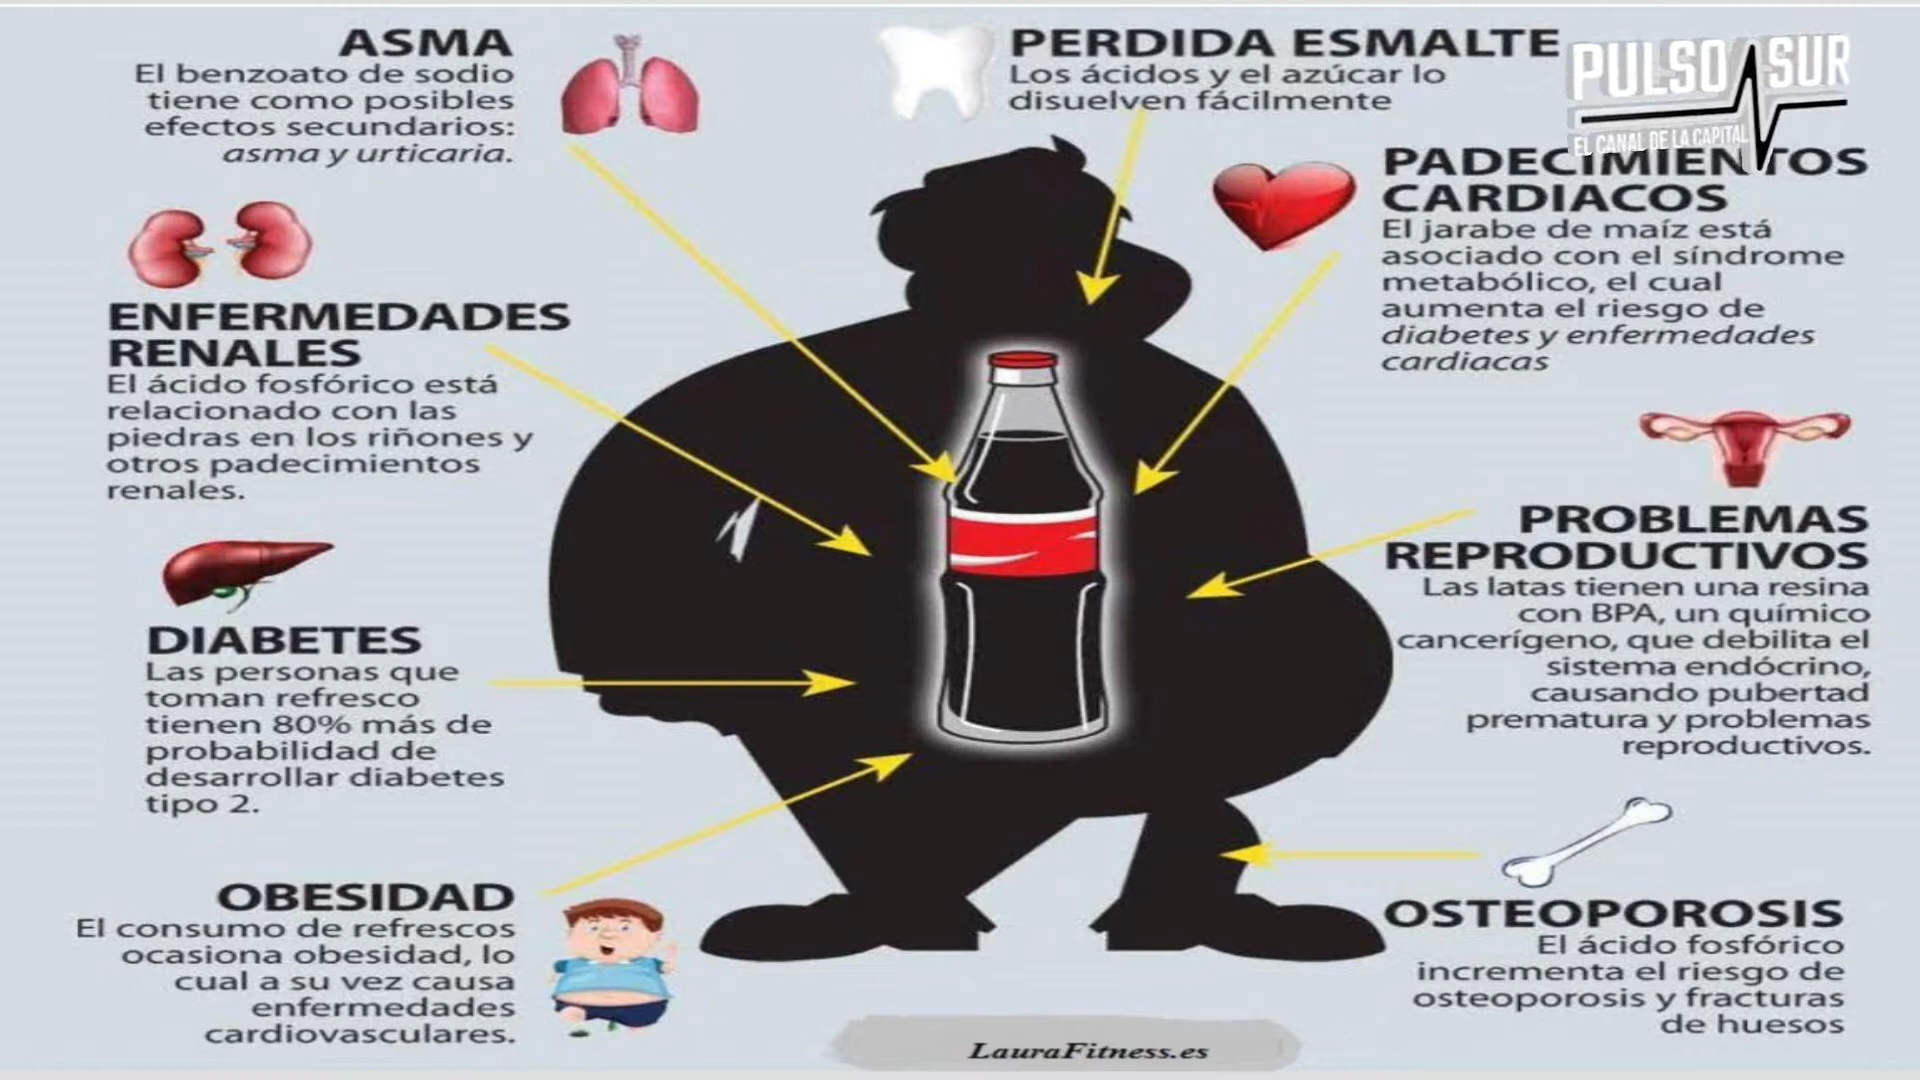 ASMA
El benzoato de sodio
tiene como posibles
efectos secundarios:
asma y urticaria.
ENFERMEDADES
RENALES
El ácido fosfórico está
relacionado con las
piedras en los riñones y
otros padecimientos
renales.
DIABETES
Las personas que
toman refresco
tienen 80% más de
probabilidad de
desarrollar diabetes
tipo 2.
OBESIDAD
El consumo de refrescos
ocasiona obesidad, lo
cual a su vez causa
enfermedades
cardiovasculares.
PERDIDA ESMALTE
Los ácidos y el azúcar lo
disuelven fácilmente
PULSO SUR
EL CANAL DE LA CAPITAL
PADECIMIENTOS
CARDIACOS
El jarabe de maíz está
asociado con el síndrome
metabólico, el cual
aumenta el riesgo de
diabetes y enfermedades
cardiacas
PROBLEMAS
REPRODUCTIVOS
Las latas tienen una resina
con BPA, un químico
cancerígeno, que debilita el
sistema endócrino,
causando pubertad
prematura y problemas
reproductivos.
OSTEOPOROSIS
El ácido fosfórico
incrementa el riesgo de
osteoporosis y fracturas
de huesos
LauraFitness.es